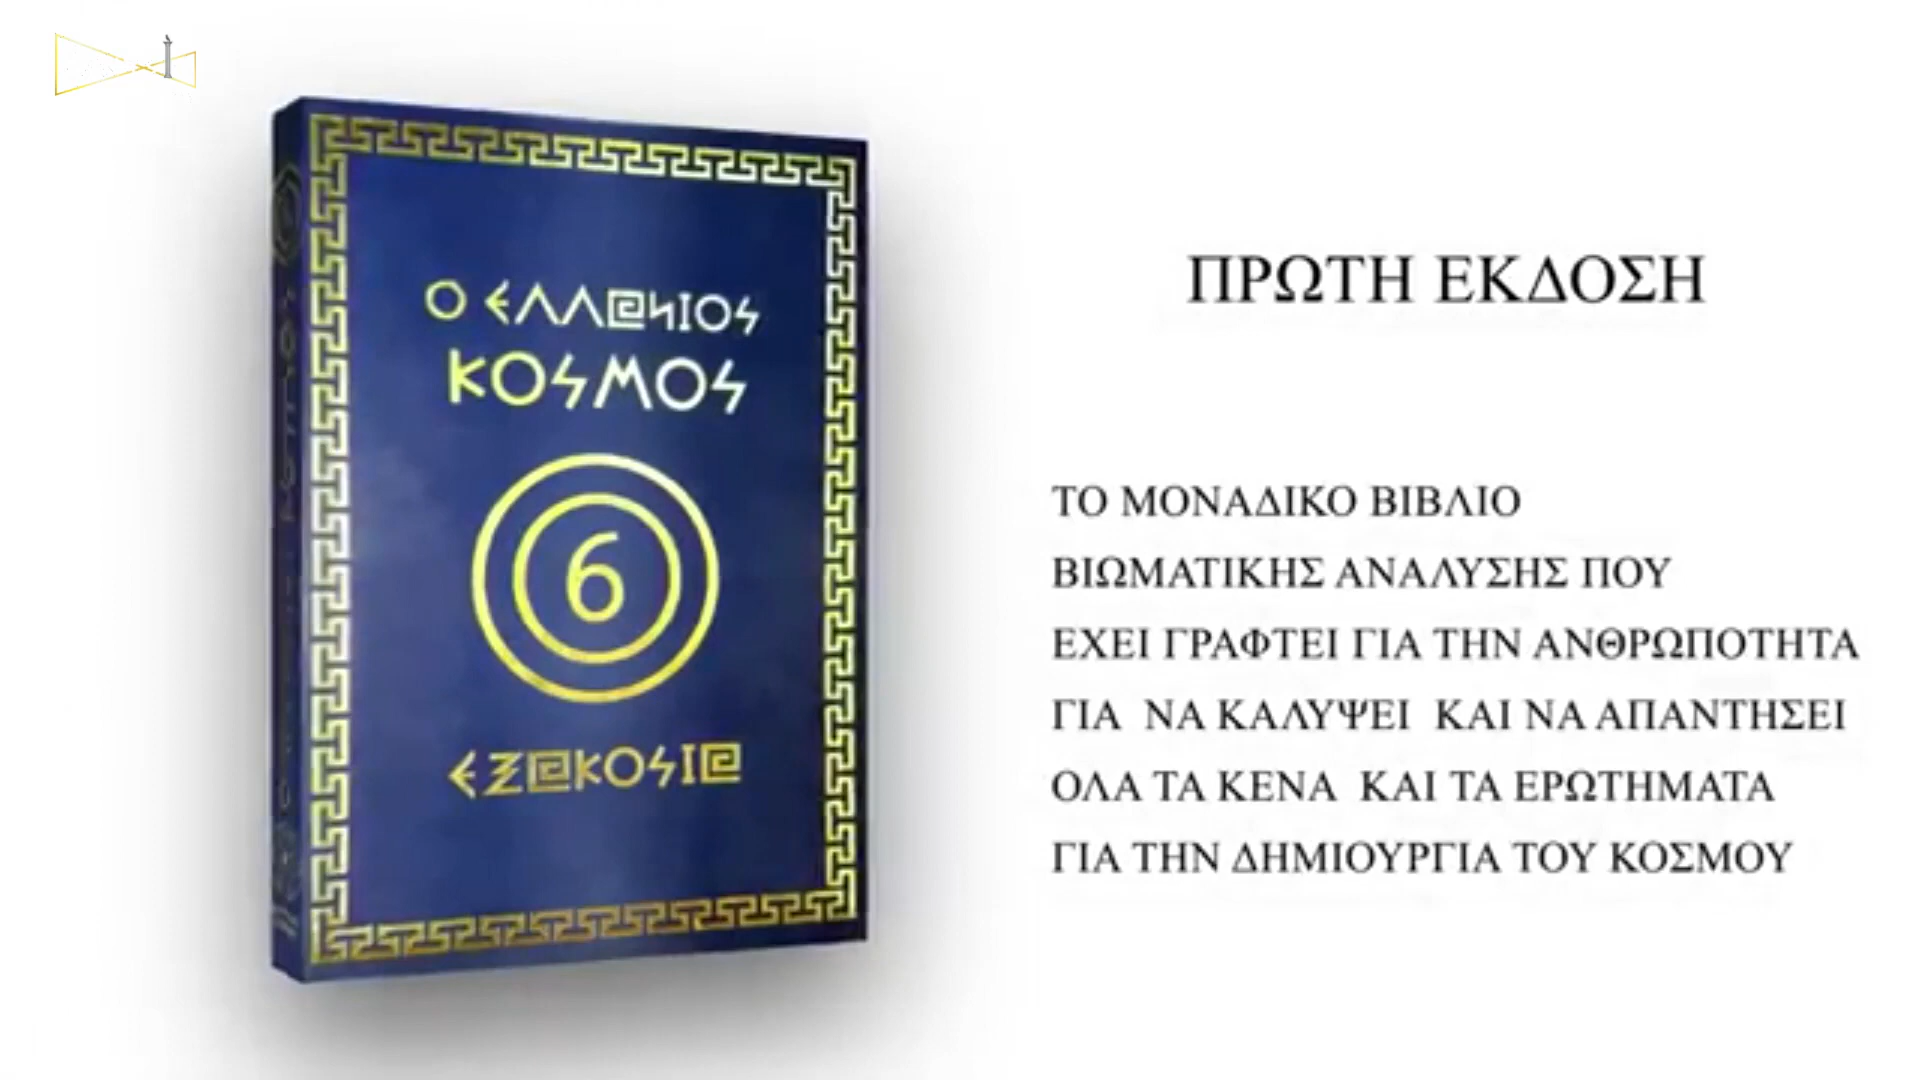 Ο ΕΛΛΗΝΙΟΣ
ΚΟΣΜΟΣ
6
ΕΞΑΚΟΣΙΑ
ΠΡΩΤΗ ΕΚΔΟΣΗ
ΤΟ ΜΟΝΑΔΙΚΟ ΒΙΒΛΙΟ
ΒΙΩΜΑΤΙΚΗΣ ΑΝΑΛΥΣΗΣ ΠΟΥ
ΕΧΕΙ ΓΡΑΦΤΕΙ ΓΙΑ ΤΗΝ ΑΝΘΡΩΠΟΤΗΤΑ
ΓΙΑ ΝΑ ΚΑΛΥΨΕΙ ΚΑΙ ΝΑ ΑΠΑΝΤΗΣΕΙ
ΟΛΑ ΤΑ ΚΕΝΑ ΚΑΙ ΤΑ ΕΡΩΤΗΜΑΤΑ
ΓΙΑ ΤΗΝ ΔΗΜΙΟΥΡΓΙΑ ΤΟΥ ΚΟΣΜΟΥ